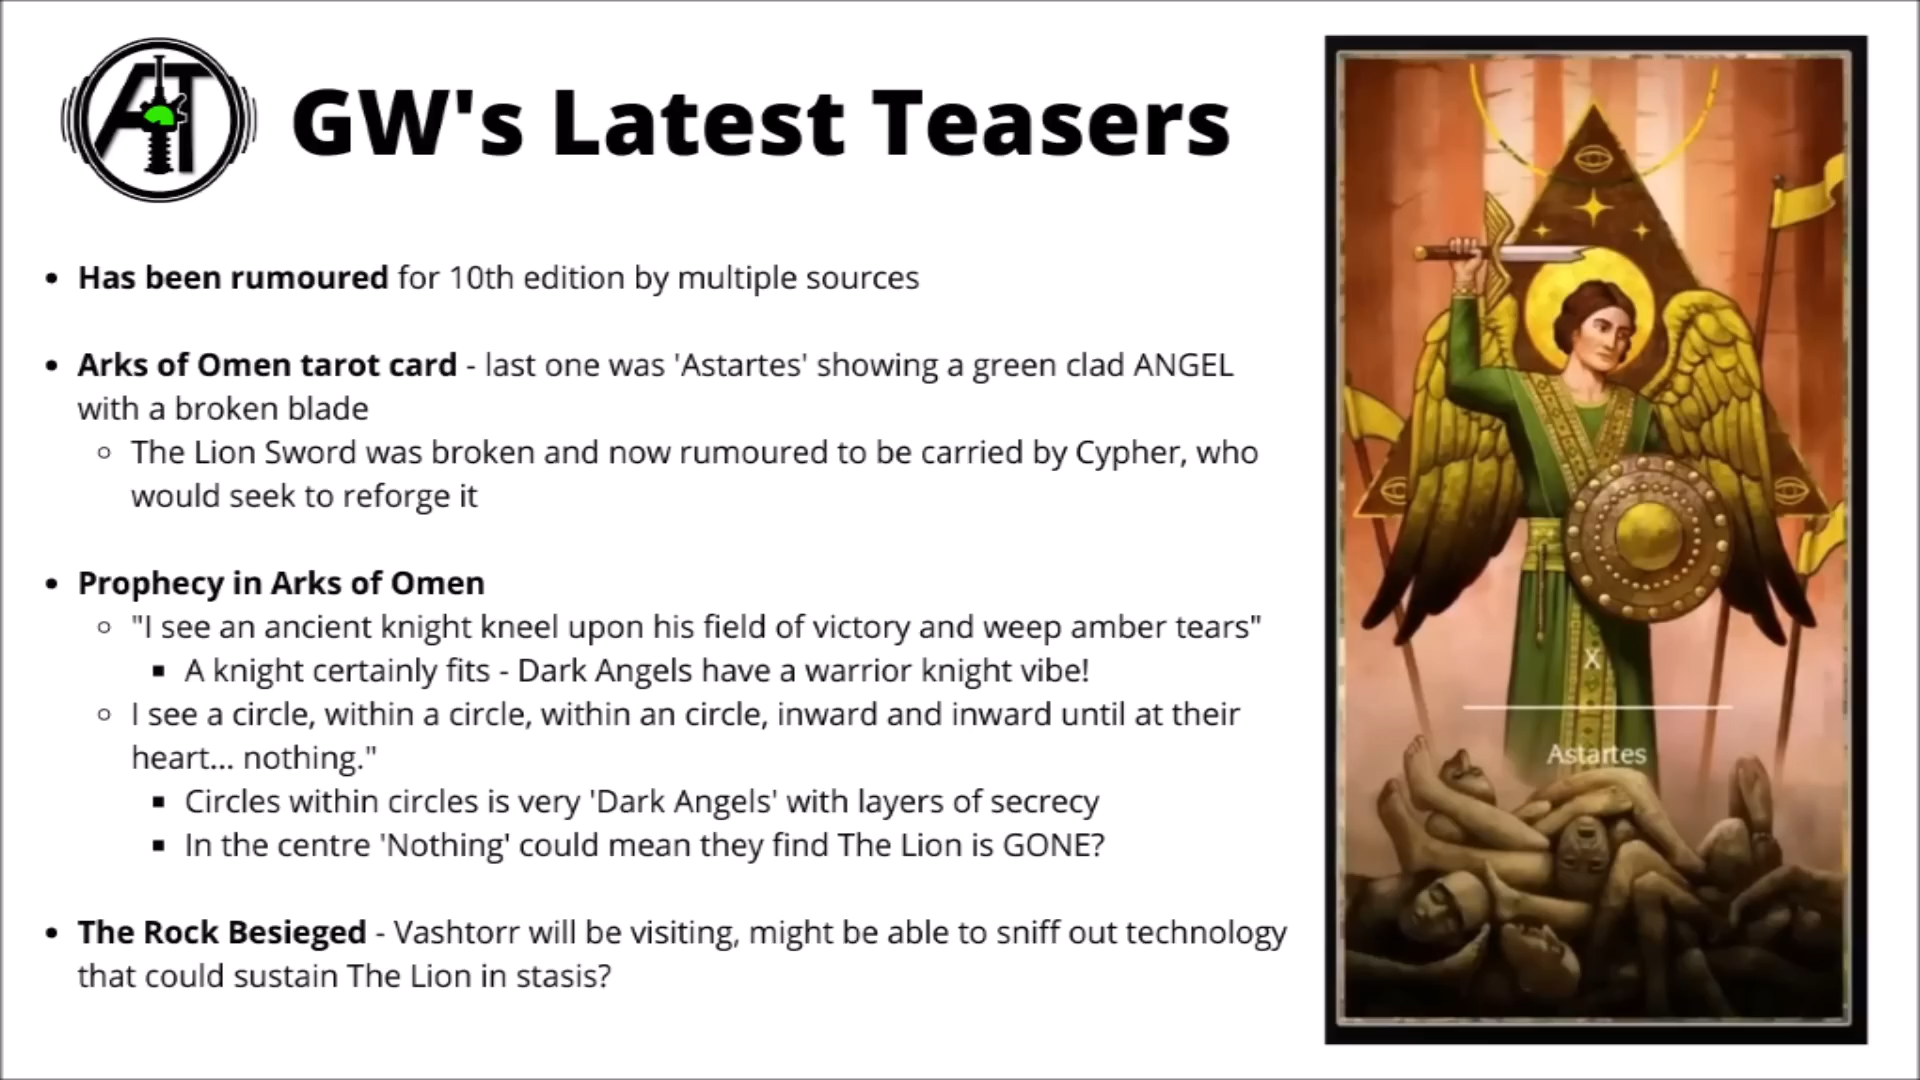 AT
GW's Latest Teasers
• Has been rumoured for 10th edition by multiple sources
• Arks of Omen tarot card - last one was 'Astartes' showing a green clad ANGEL
with a broken blade
○ The Lion Sword was broken and now rumoured to be carried by Cypher, who
would seek to reforge it
• Prophecy in Arks of Omen
○ "I see an ancient knight kneel upon his field of victory and weep amber tears"
▪ A knight certainly fits - Dark Angels have a warrior knight vibe!
○ I see a circle, within a circle, within an circle, inward and inward until at their
heart... nothing."
▪ Circles within circles is very 'Dark Angels' with layers of secrecy
▪ In the centre 'Nothing' could mean they find The Lion is GONE?
• The Rock Besieged - Vashtorr will be visiting, might be able to sniff out technology
that could sustain The Lion in stasis?
X
Astartes